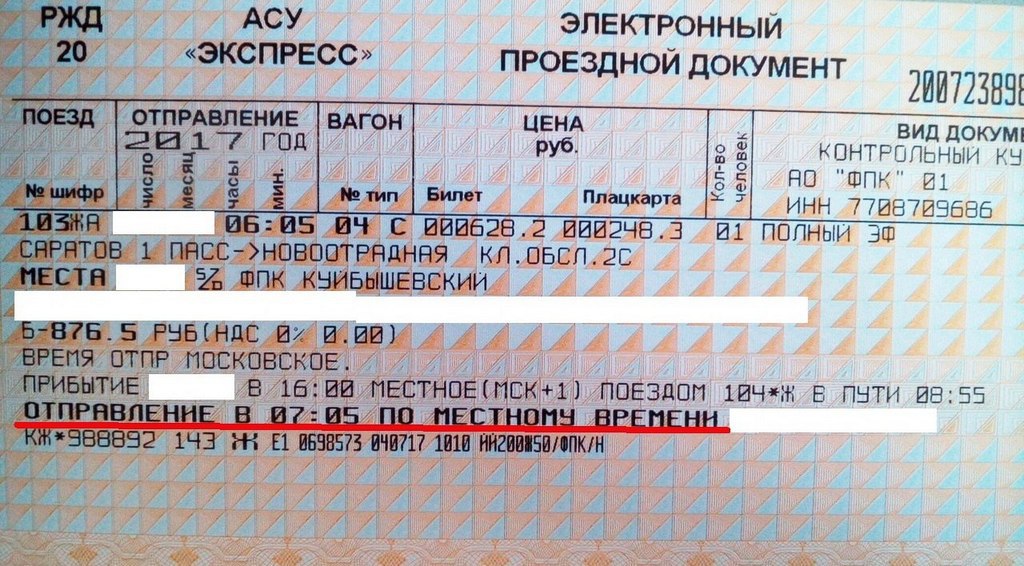 РЖД АСУ ЭЛЕКТРОННЫЙ
20 «ЭКСПРЕСС» ПРОЕЗДНОЙ ДОКУМЕНТ
200723898
ПОЕЗД ОТПРАВЛЕНИЕ ВАГОН ЦЕНА Кол-во человек ВИД ДОКУМ
2017 ГОД руб. КОНТРОЛЬНЫЙ КУ
число месяц часы мин. АО "ФПК" 01
№ шифр № тип Билет Плацкарта ИНН 7708709686
103ЖА 06:05 04 С 000628.2 000248.3 01 ПОЛНЫЙ ЭФ
САРАТОВ 1 ПАСС->НОВООТРАДНАЯ КЛ.ОБСЛ.2С
МЕСТА ФПК КУЙБЫШЕВСКИЙ
Б-876.5 РУБ(НДС 0% 0.00)
ВРЕМЯ ОТПР МОСКОВСКОЕ.
ПРИБЫТИЕ В 16:00 МЕСТНОЕ(МСК+1) ПОЕЗДОМ 104*Ж В ПУТИ 08:55
ОТПРАВЛЕНИЕ В 07:05 ПО МЕСТНОМУ ВРЕМЕНИ
КЖ*988892 143 Ж Е1 0698573 040717 1010